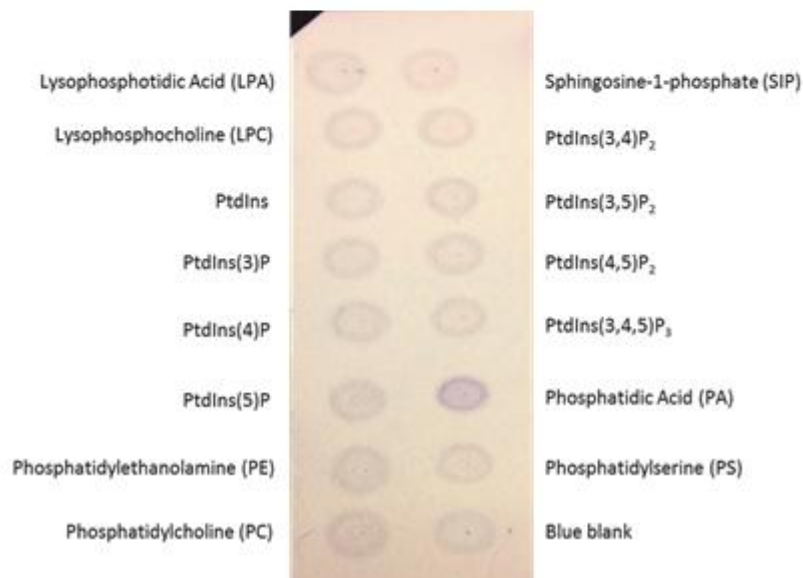 Lysophosphotidic Acid (LPA)
Sphingosine-1-phosphate (SIP)
Lysophosphocholine (LPC)
PtdIns(3,4)P₂
PtdIns
PtdIns(3,5)P₂
PtdIns(3)P
PtdIns(4,5)P₂
PtdIns(4)P
PtdIns(3,4,5)P₃
PtdIns(5)P
Phosphatidic Acid (PA)
Phosphatidylethanolamine (PE)
Phosphatidylserine (PS)
Phosphatidylcholine (PC)
Blue blank